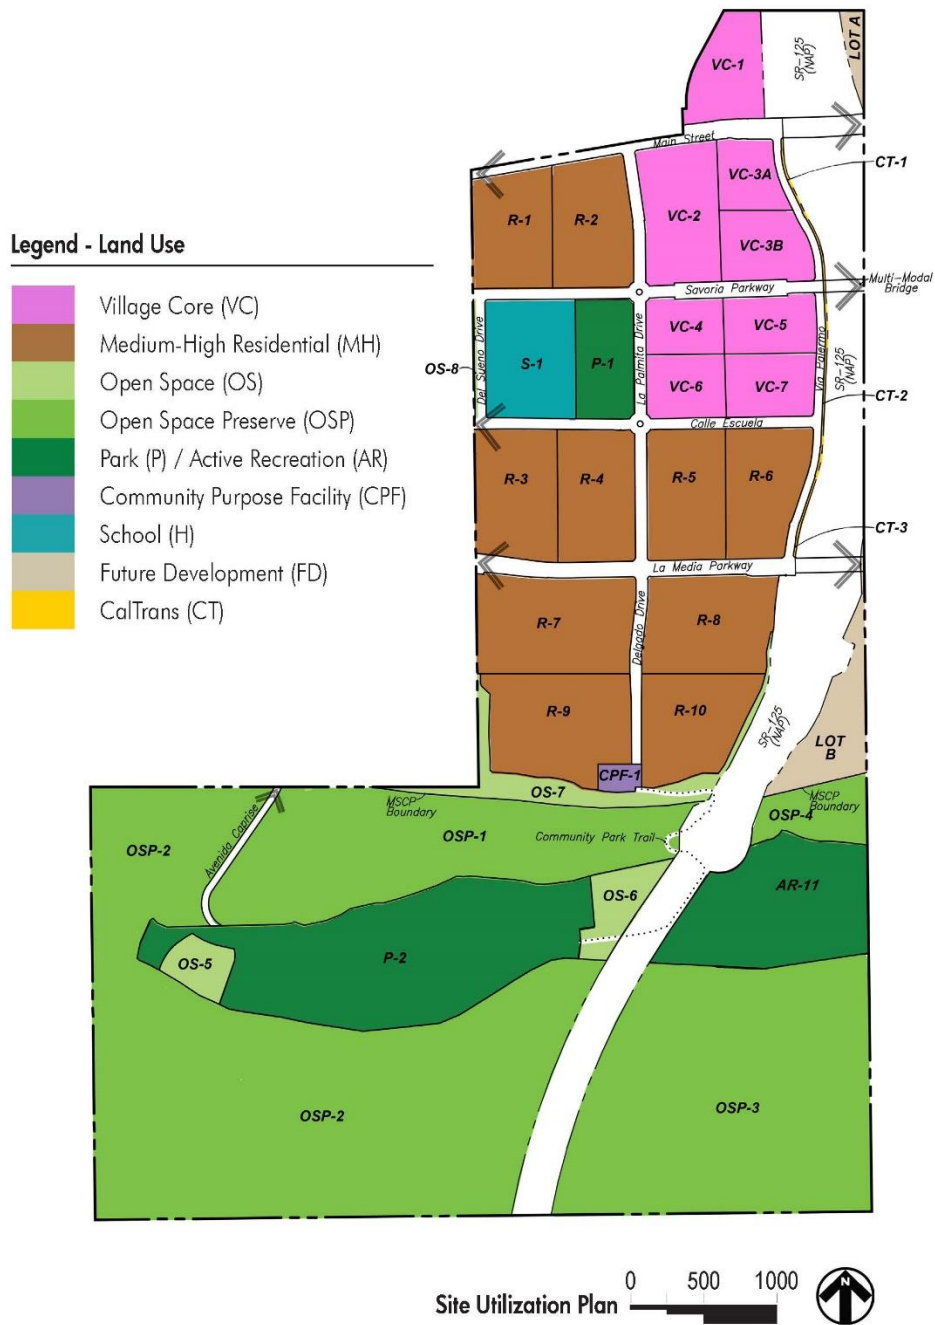 VC-1
SR-125
(NAP)
LOT A
Main Street
CT-1
R-1
R-2
VC-2
VC-3A
VC-3B
Legend - Land Use
Village Core (VC)
Medium-High Residential (MH)
Open Space (OS)
Open Space Preserve (OSP)
Park (P) / Active Recreation (AR)
Community Purpose Facility (CPF)
School (H)
Future Development (FD)
CalTrans (CT)
Savoria Parkway
Multi-Modal
Bridge
OS-8
Del Sueno Drive
S-1
P-1
La Palmita Drive
VC-4
VC-5
VC-6
VC-7
Via Palermo
SR-125
(NAP)
CT-2
Calle Escuela
R-3
R-4
R-5
R-6
CT-3
La Media Parkway
R-7
Delgado Drive
R-8
R-9
R-10
SR-125
(NAP)
LOT
B
CPF-1
OS-7
MSCP
Boundary
MSCP
Boundary
OSP-4
OSP-2
Avenida Caprise
OSP-1
Community Park Trail
OS-6
AR-11
OS-5
P-2
OSP-2
OSP-3
Site Utilization Plan
0 500 1000
N